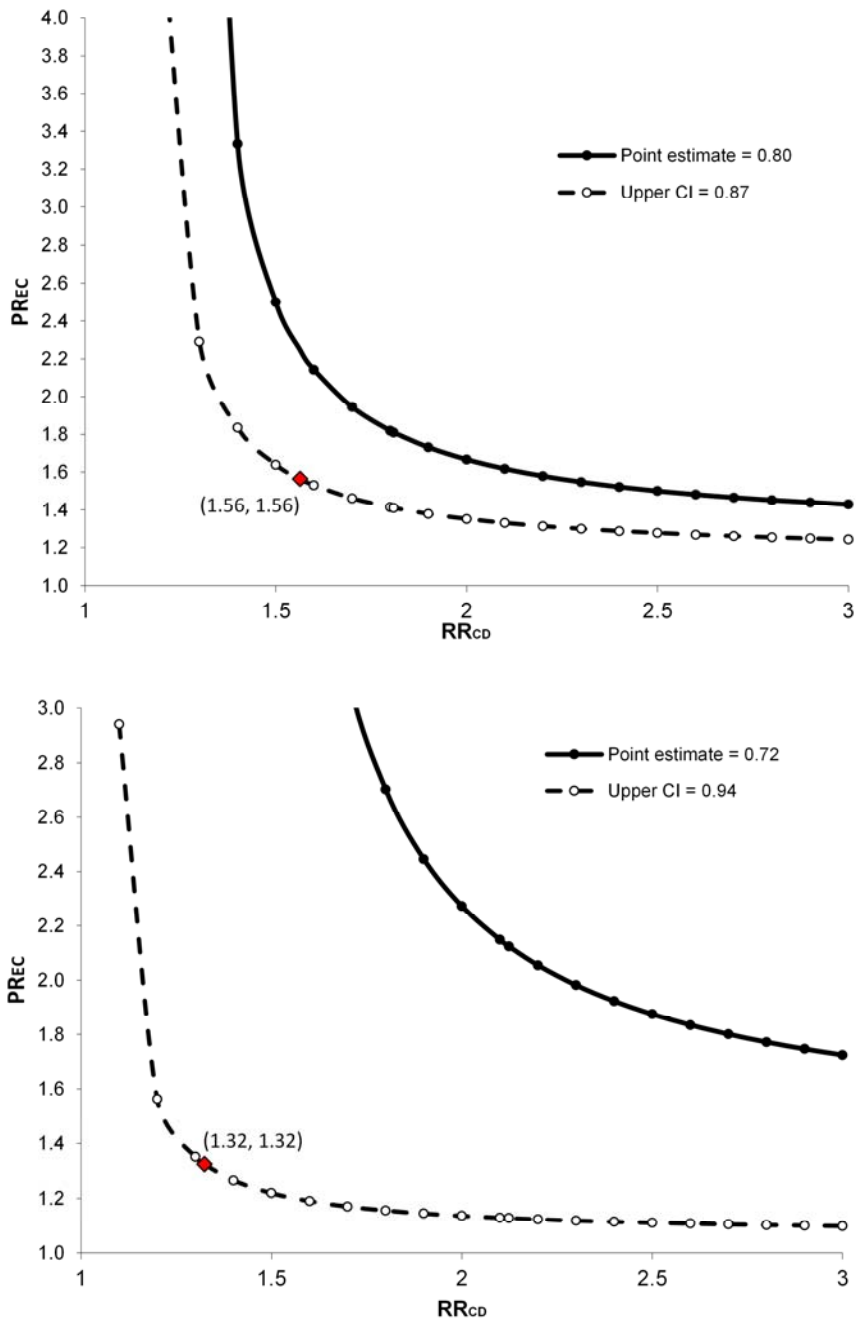 4.0
3.8
3.6
3.4
3.2
3.0
2.8
2.6
2.4
2.2
2.0
1.8
1.6
1.4
1.2
1.0
PREC
Point estimate = 0.80
Upper CI = 0.87
(1.56, 1.56)
1 1.5 2 2.5 3
RRCD
3.0
2.8
2.6
2.4
2.2
2.0
1.8
1.6
1.4
1.2
1.0
PREC
Point estimate = 0.72
Upper CI = 0.94
(1.32, 1.32)
1 1.5 2 2.5 3
RRCD